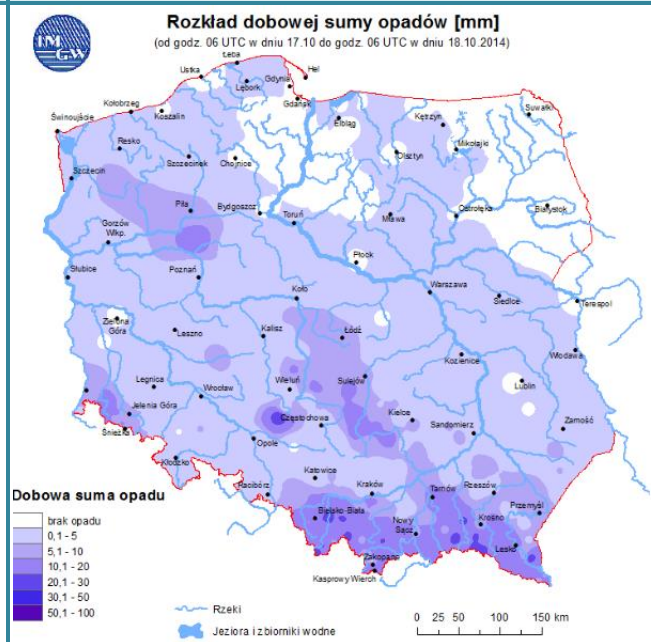 IMGW
Rozkład dobowej sumy opadów [mm]
(od godz. 06 UTC w dniu 17.10 do godz. 06 UTC w dniu 18.10.2014)
Łeba
Hel
Ustka
Gdynia
Lębork
Gdańsk
Suwałki
Kołobrzeg
Koszalin
Kętrzyn
Elbląg
Świnoujście
Resko
Mikołajki
Olsztyn
Szczecinek
Chojnice
Szczecin
Piła
Bydgoszcz
Toruń
Mława
Ostrołęka
Białystok
Gorzów
Wlkp.
Płock
Słubice
Poznań
Koło
Warszawa
Siedlce
Terespol
Zielona
Góra
Leszno
Kalisz
Łódź
Kozienice
Włodawa
Legnica
Wrocław
Wieluń
Sulejów
Lublin
Jelenia Góra
Częstochowa
Kielce
Sandomierz
Zamość
Śnieżka
Opole
Kłodzko
Racibórz
Katowice
Kraków
Tarnów
Rzeszów
Przemyśl
Bielsko-Biała
Nowy
Sącz
Krosno
Lesko
Zakopane
Kasprowy Wierch
Dobowa suma opadu
brak opadu
0,1 - 5
5,1 - 10
10,1 - 20
20,1 - 30
30,1 - 50
50,1 - 100
Rzeki
Jeziora i zbiorniki wodne
0 25 50 100 150 km